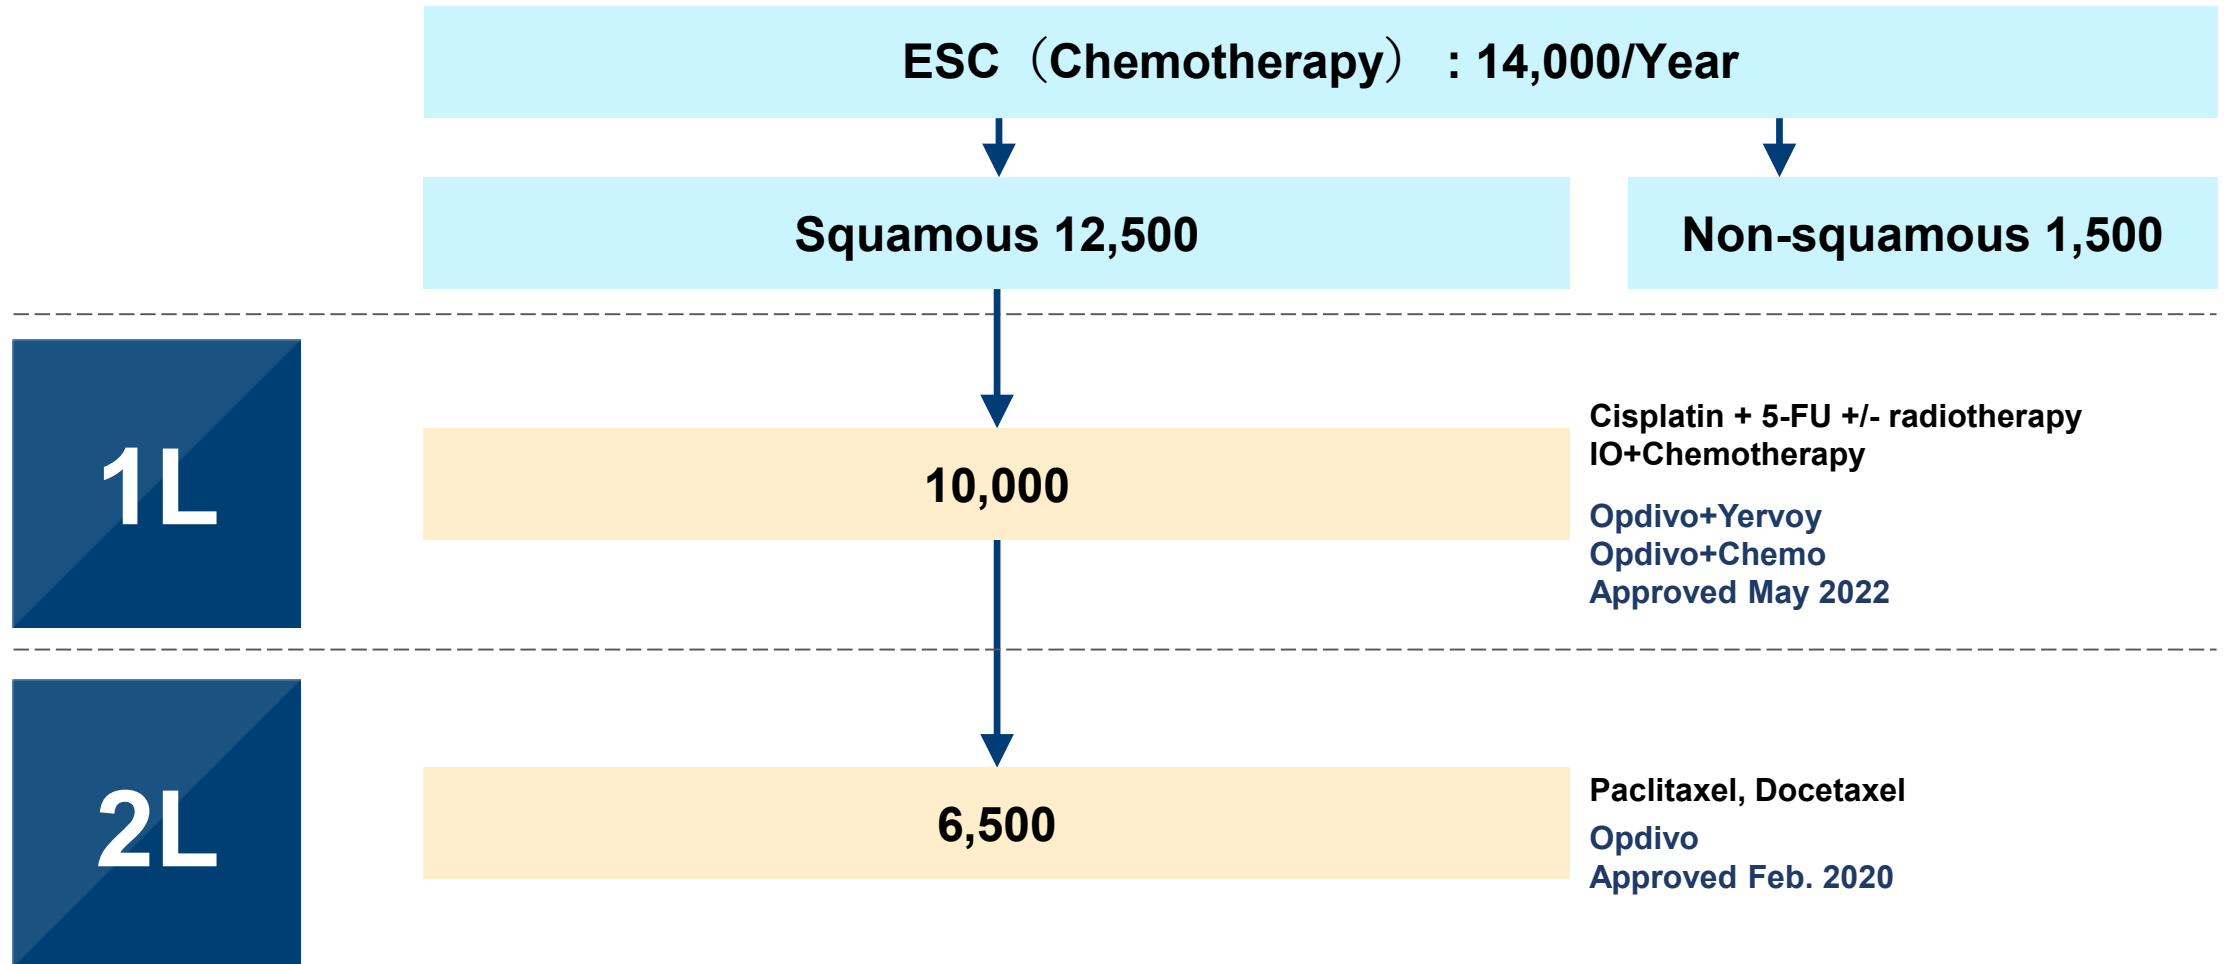 ESC（Chemotherapy） : 14,000/Year
Squamous 12,500
Non-squamous 1,500
1L
10,000
Cisplatin + 5-FU +/- radiotherapy
IO+Chemotherapy
Opdivo+Yervoy
Opdivo+Chemo
Approved May 2022
2L
6,500
Paclitaxel, Docetaxel
Opdivo
Approved Feb. 2020